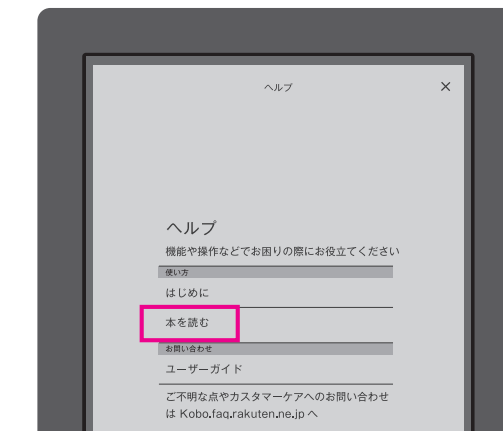 ヘルプ
ヘルプ
機能や操作などでお困りの際にお役立てください
使い方
はじめに
本を読む
お問い合わせ
ユーザーガイド
ご不明な点やカスタマーケアへのお問い合わせ
は Kobo.faq.rakuten.ne.jp へ